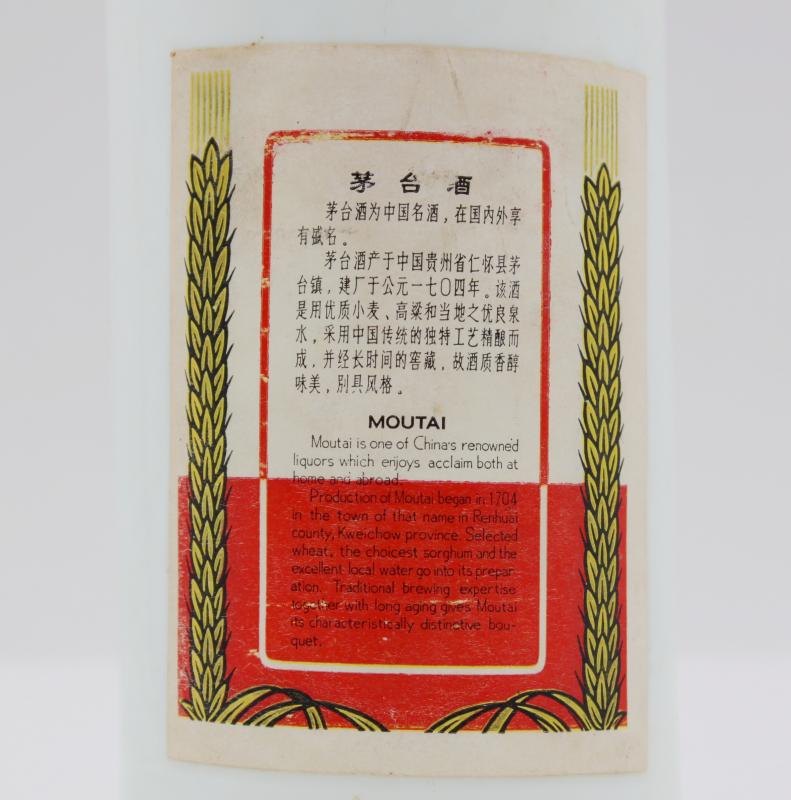 茅台酒
茅台酒为中国名酒，在国内外享
有盛名。
茅台酒产于中国贵州省仁怀县茅
台镇，建厂于公元一七〇四年。该酒
是用优质小麦、高粱和当地之优良泉
水，采用中国传统的独特工艺精酿而
成，并经长时间的窖藏，故酒质香醇
味美，别具风格。
MOUTAI
Moutai is one of China's renowned
liquors which enjoys acclaim both at
home and abroad.
Production of Moutai began in 1704
in the town of that name in Renhuai
county, Kweichow province. Selected
wheat, the choicest sorghum and the
excellent local water go into its prepar-
ation. Traditional brewing expertise
together with long aging gives Moutai
its characteristically distinctive bou-
quet.